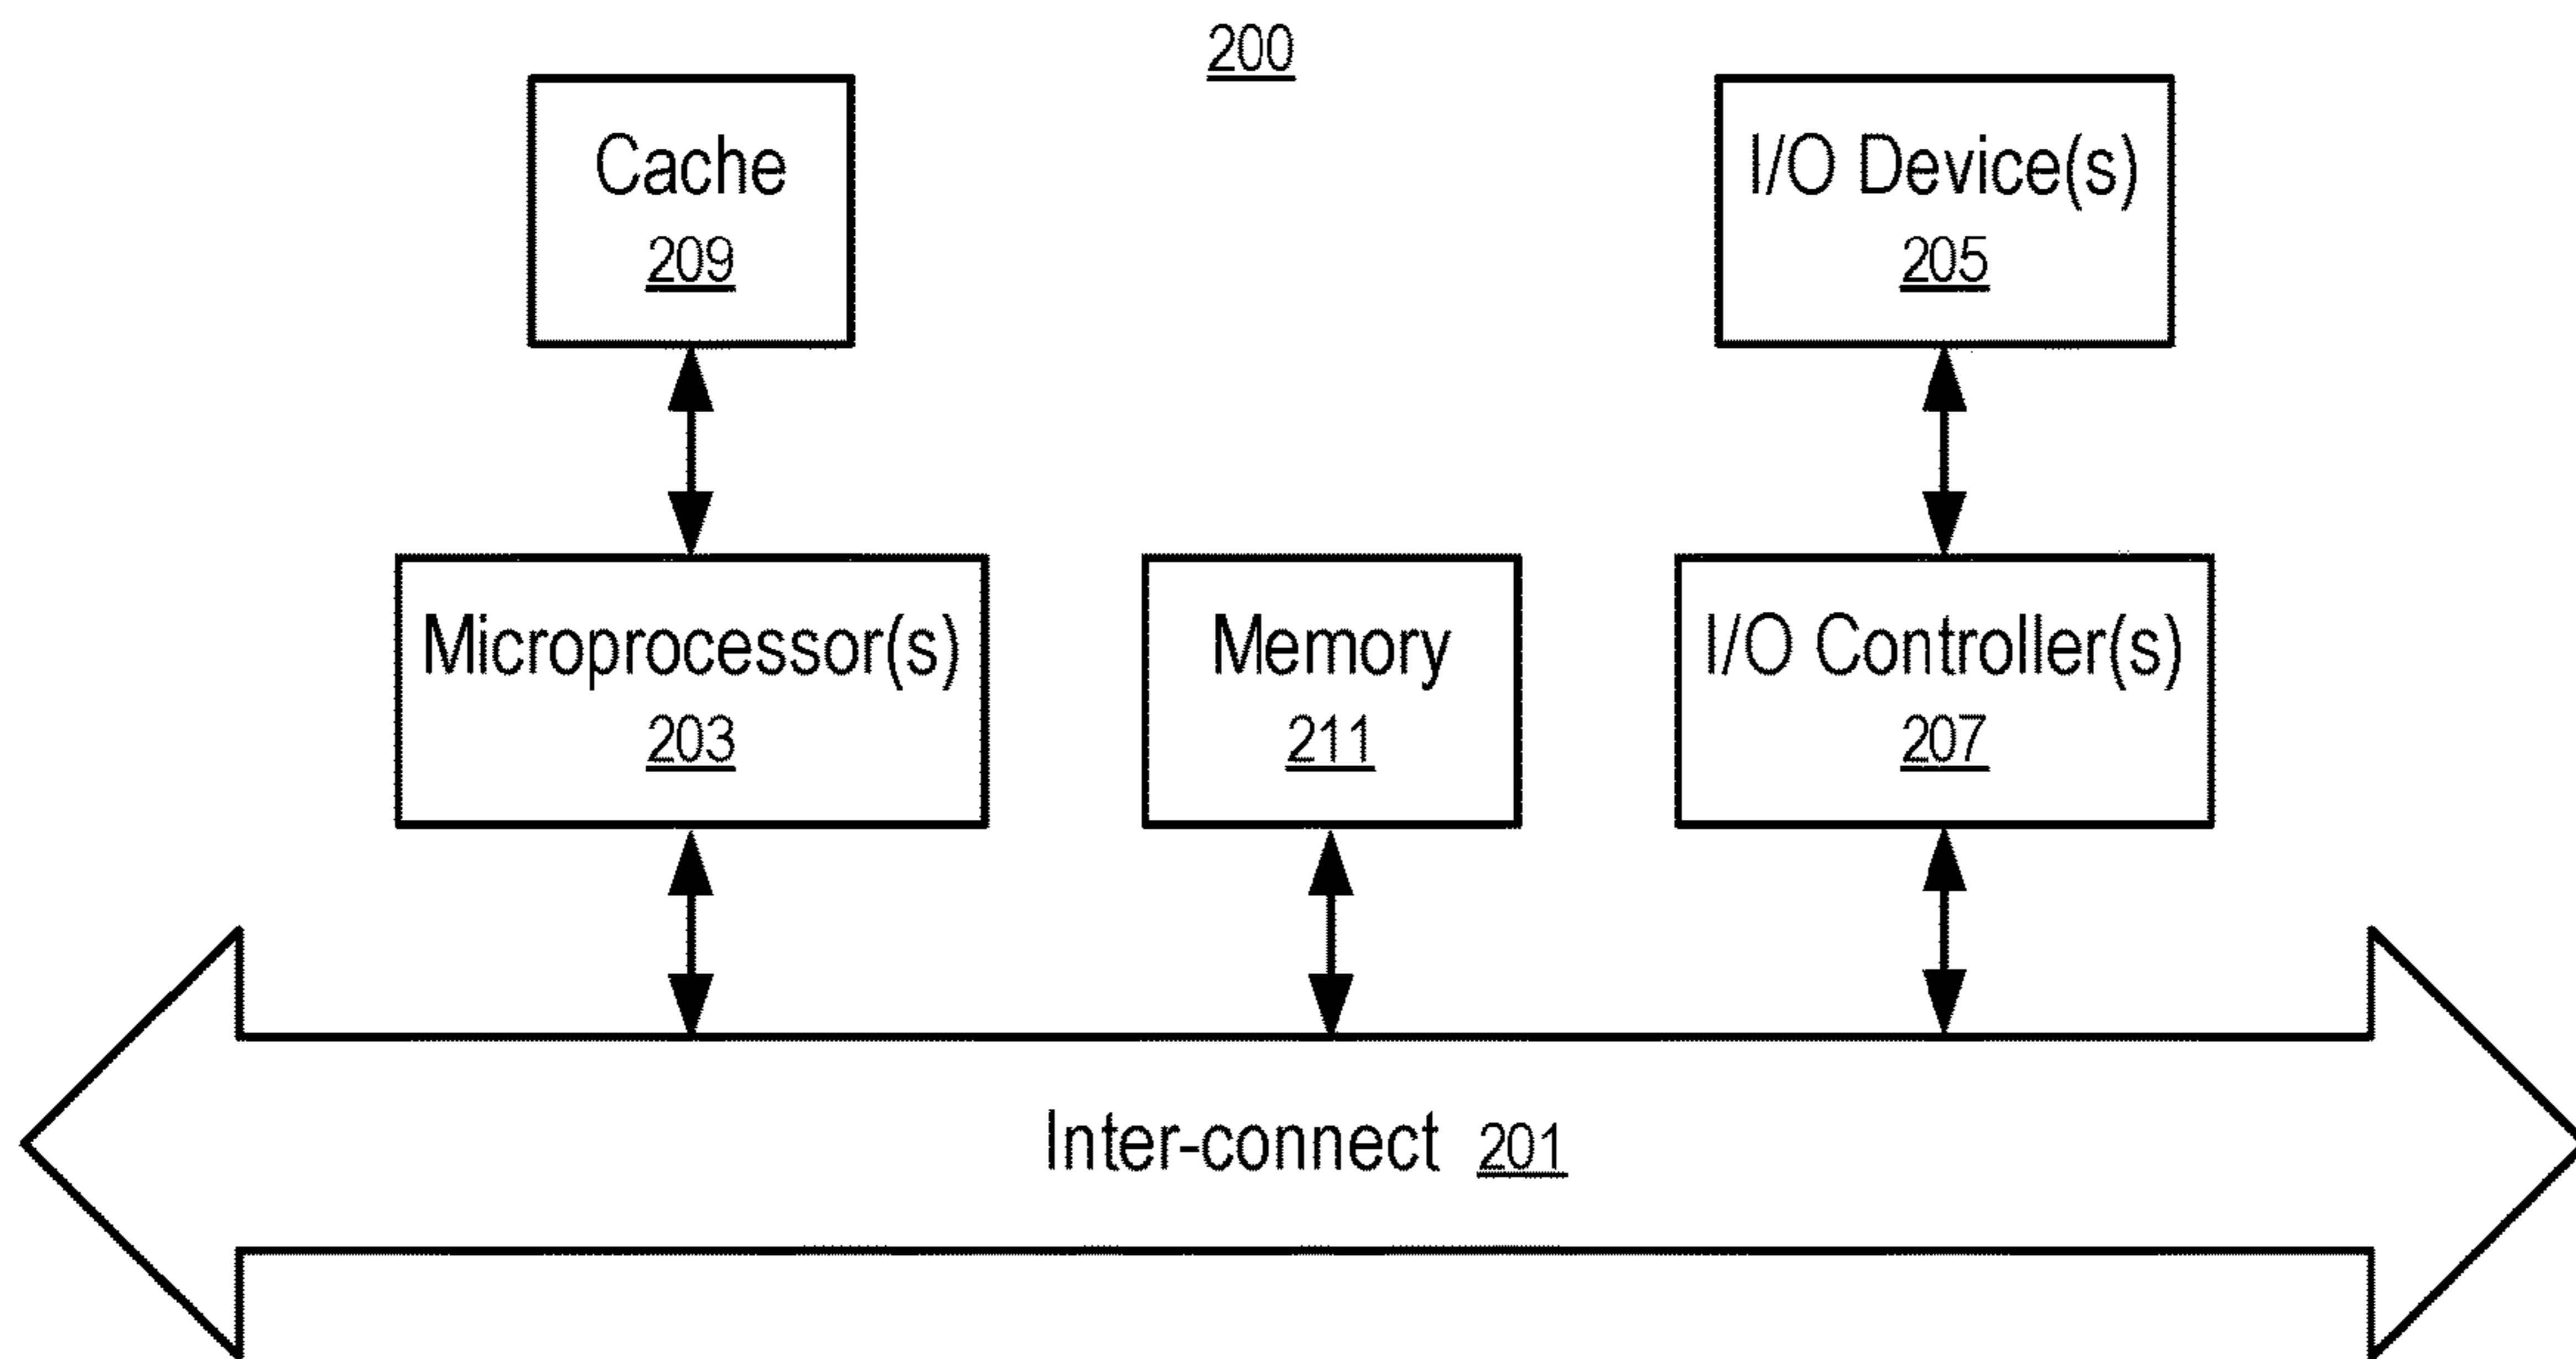 200
Cache
209
I/O Device(s)
205
Microprocessor(s)
203
Memory
211
I/O Controller(s)
207
Inter-connect 201